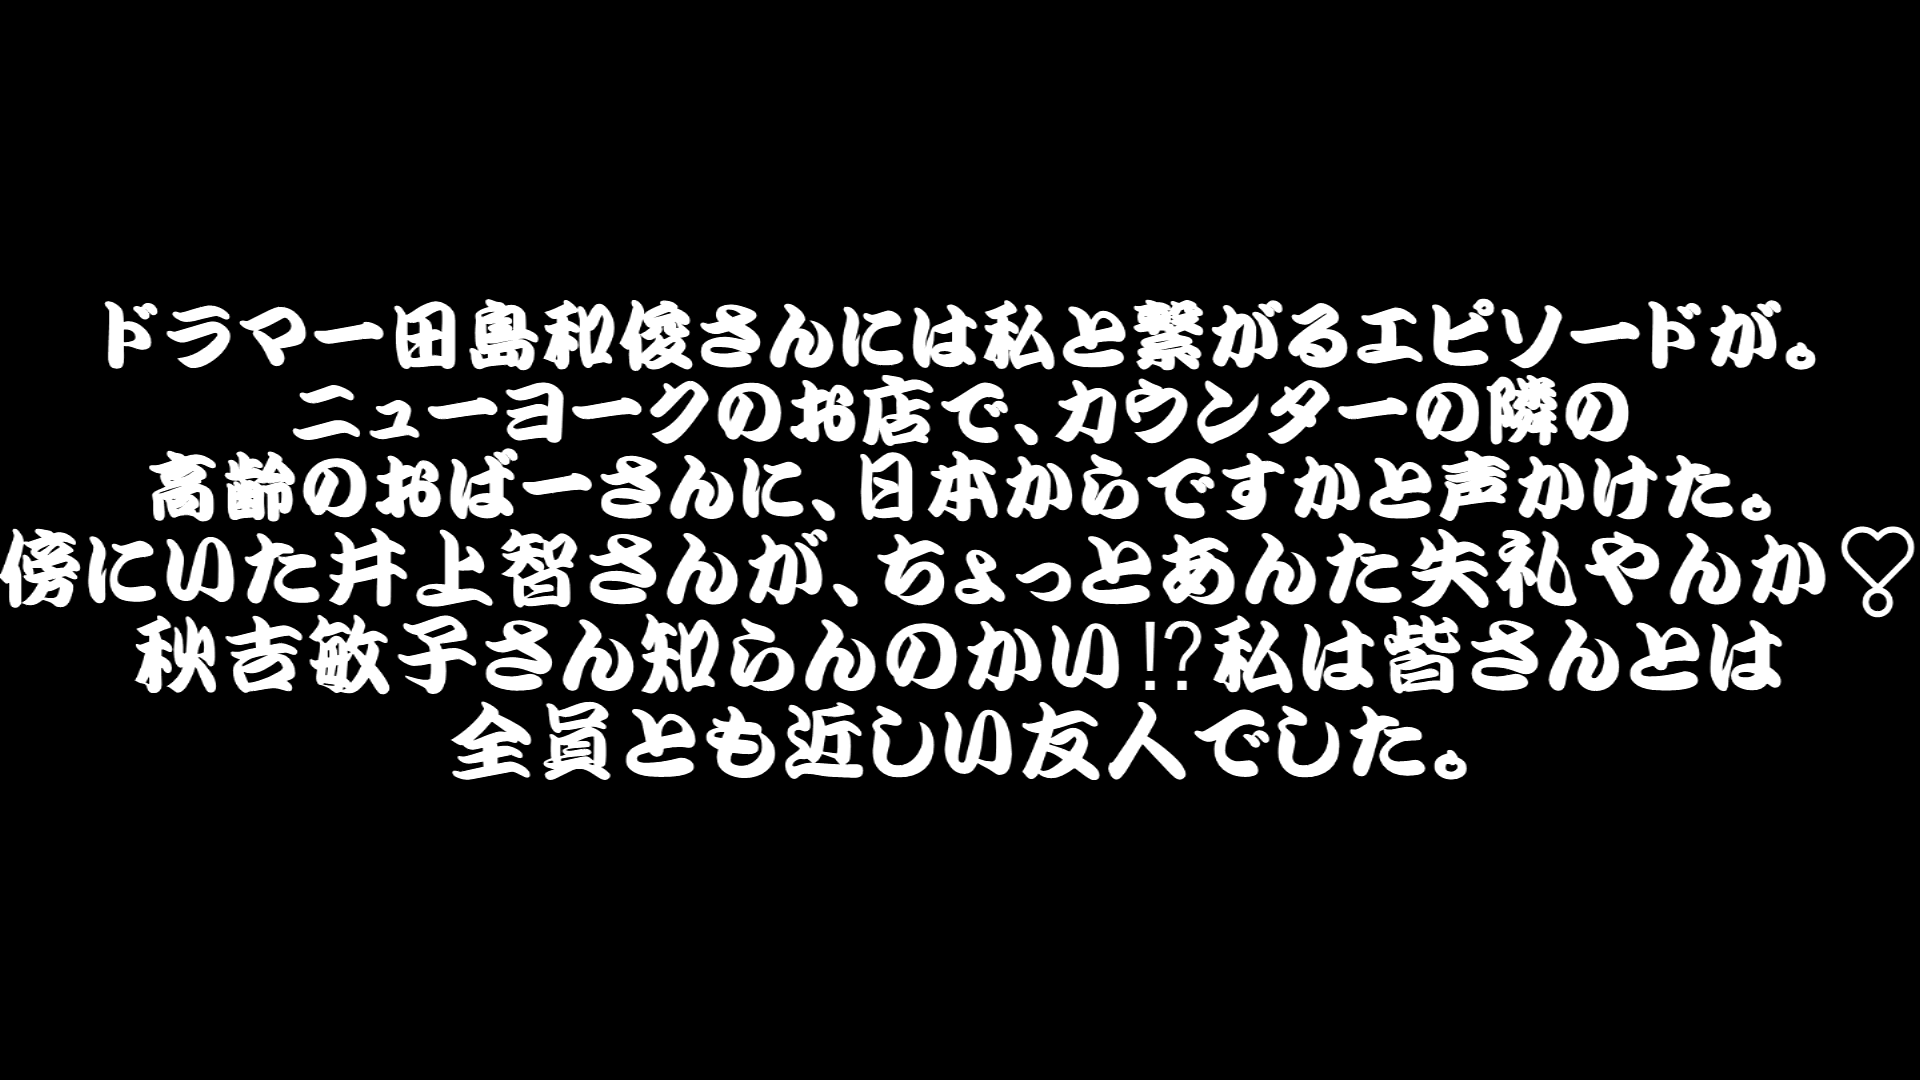 ドラマー田島和俊さんには私と繋がるエピソードが。
ニューヨークのお店で、カウンターの隣の
高齢のおばーさんに、日本からですかと声かけた。
傍にいた井上智さんが、ちょっとあんた失礼やんか❣
秋吉敏子さん知らんのかい⁉私は皆さんとは
全員とも近しい友人でした。